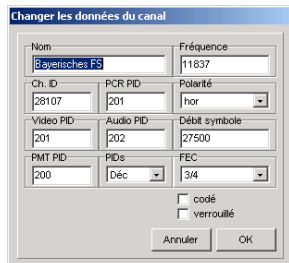 Changer les données du canal
Nom Fréquence
Bayerisches FS 11837
Ch. ID PCR PID Polarité
28107 201 hor
Video PID Audio PID Débit symbole
201 202 27500
PMT PID PIDs FEC
200 Déc 3/4
codé
verrouillé
Annuler OK